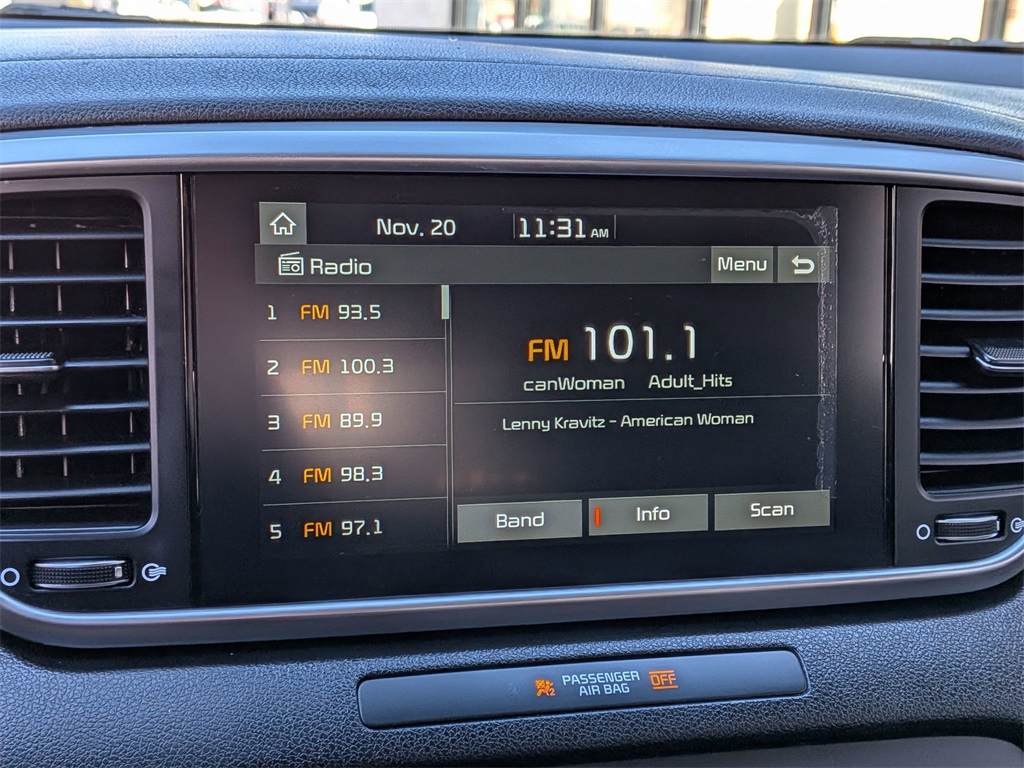 Nov. 20 11:31 AM
Radio Menu
1 FM 93.5
2 FM 100.3
3 FM 89.9
4 FM 98.3
5 FM 97.1
FM 101.1
canWoman Adult_Hits
Lenny Kravitz - American Woman
Band Info Scan
2 PASSENGER AIR BAG OFF